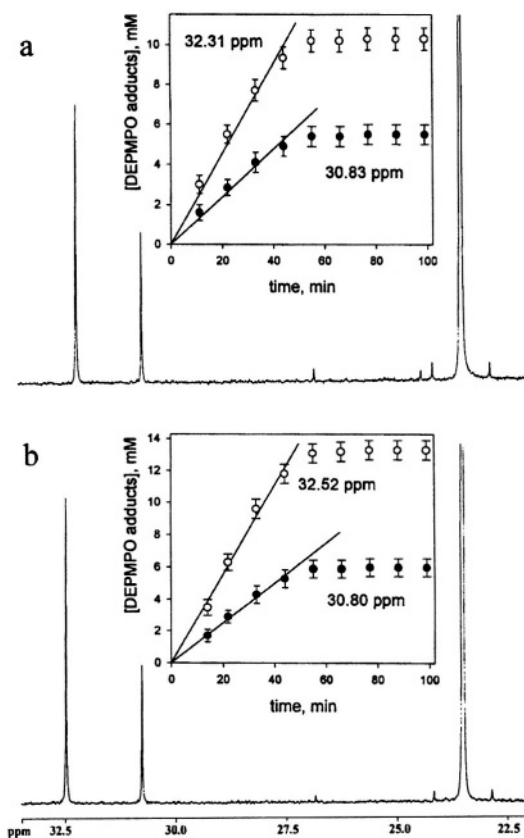 a
[DEPMPO adducts], mM
10
8
6
4
2
0
32.31 ppm
30.83 ppm
0 20 40 60 80 100
time, min
b
[DEPMPO adducts], mM
14
12
10
8
6
4
2
0
32.52 ppm
30.80 ppm
0 20 40 60 80 100
time, min
ppm 32.5 30.0 27.5 25.0 22.5